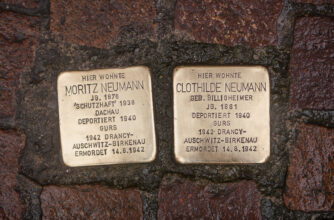 HIER WOHNTE
MORITZ NEUMANN
JG. 1876
'SCHUTZHAFT' 1938
DACHAU
DEPORTIERT 1940
GURS
1942 DRANCY-
AUSCHWITZ-BIRKENAU
ERMORDET 14.8.1942
HIER WOHNTE
CLOTHILDE NEUMANN
GEB. BILLIGHEIMER
JG. 1881
DEPORTIERT 1940
GURS
1942 DRANCY-
AUSCHWITZ-BIRKENAU
ERMORDET 14.8.1942